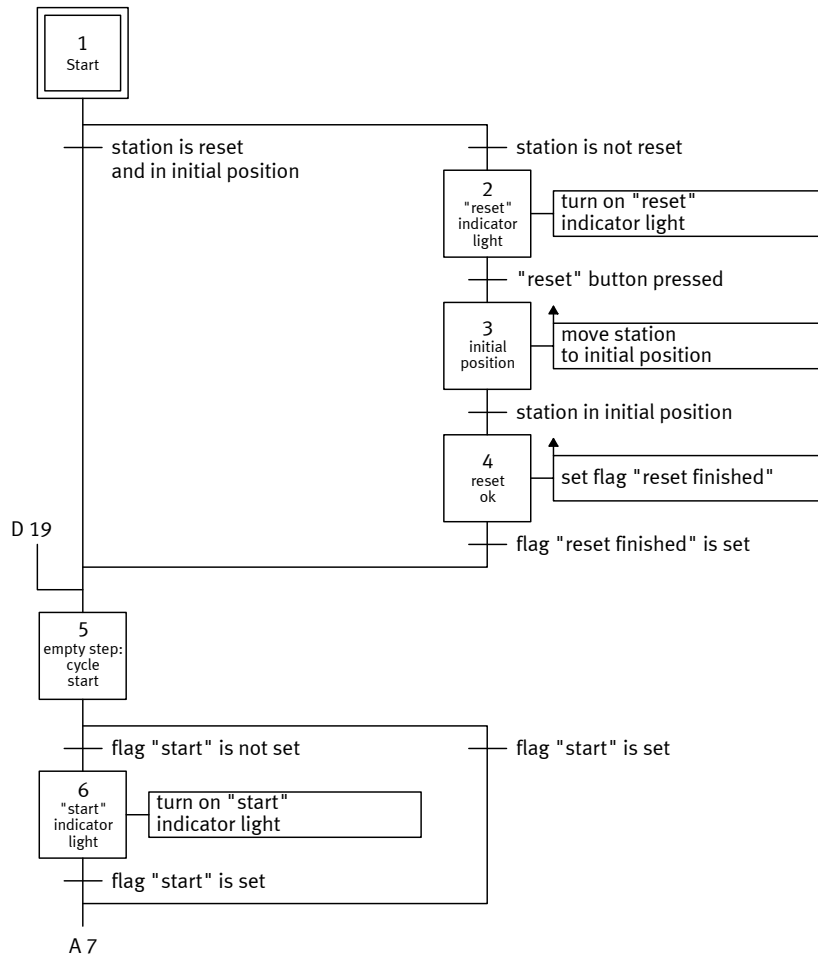 1
Start
station is reset
and in initial position
station is not reset
2
"reset"
indicator
light
turn on "reset"
indicator light
"reset" button pressed
3
initial
position
move station
to initial position
station in initial position
4
reset
ok
set flag "reset finished"
flag "reset finished" is set
D 19
5
empty step:
cycle
start
flag "start" is not set
flag "start" is set
6
"start"
indicator
light
turn on "start"
indicator light
flag "start" is set
A 7